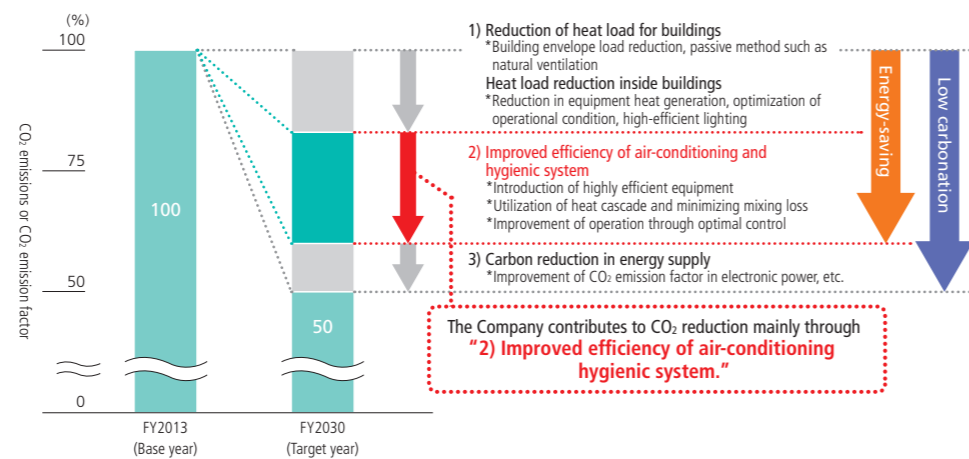 (%)
100
75
50
0
CO₂ emissions or CO₂ emission factor
100
50
FY2013
(Base year)
FY2030
(Target year)
1) Reduction of heat load for buildings
*Building envelope load reduction, passive method such as
natural ventilation
Heat load reduction inside buildings
*Reduction in equipment heat generation, optimization of
operational condition, high-efficient lighting
2) Improved efficiency of air-conditioning and
hygienic system
*Introduction of highly efficient equipment
*Utilization of heat cascade and minimizing mixing loss
*Improvement of operation through optimal control
3) Carbon reduction in energy supply
*Improvement of CO₂ emission factor in electronic power, etc.
Energy-saving
Low carbonation
The Company contributes to CO₂ reduction mainly through
“2) Improved efficiency of air-conditioning
hygienic system.”